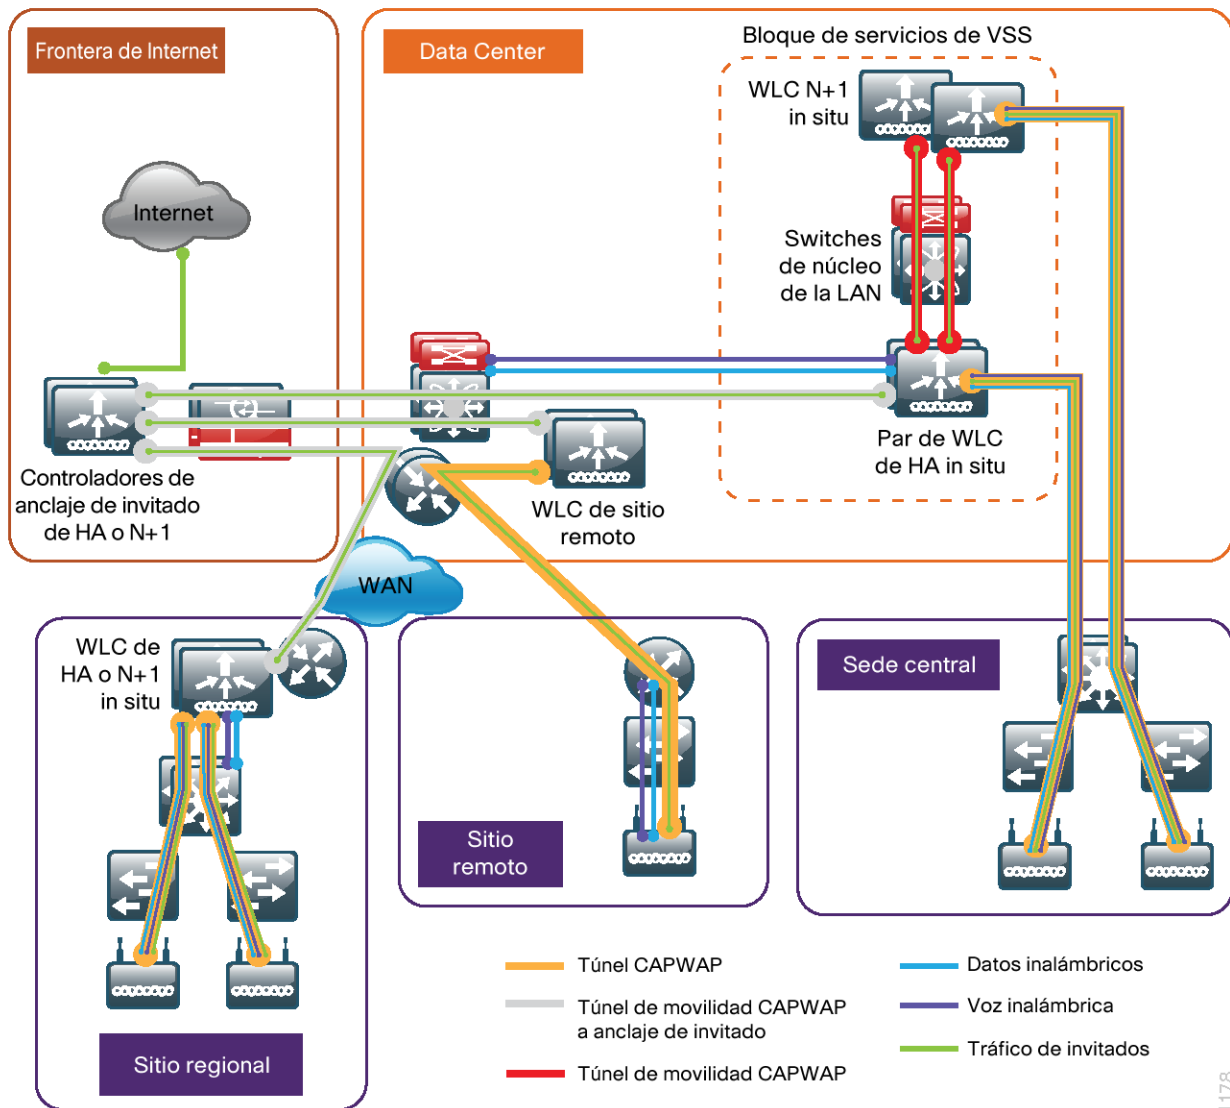 Frontera de Internet
Data Center
Bloque de servicios de VSS
WLC N+1
in situ
Internet
Switches
de núcleo
de la LAN
Controladores de
anclaje de invitado
de HA o N+1
WLC de sitio
remoto
Par de WLC
de HA in situ
WAN
WLC de
HA o N+1
in situ
Sede central
Sitio
remoto
Sitio regional
Túnel CAPWAP
Túnel de movilidad CAPWAP
a anclaje de invitado
Túnel de movilidad CAPWAP
Datos inalámbricos
Voz inalámbrica
Tráfico de invitados